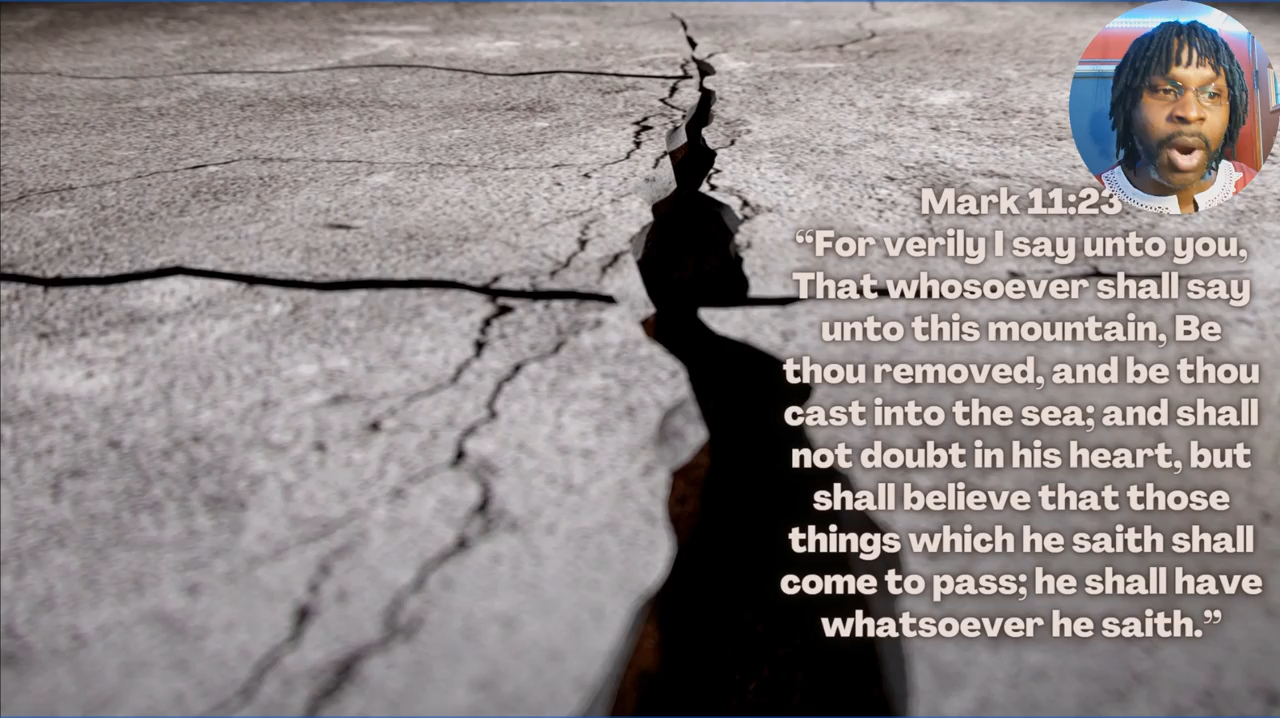 Mark 11:23
“For verily I say unto you,
That whosoever shall say
unto this mountain, Be
thou removed, and be thou
cast into the sea; and shall
not doubt in his heart, but
shall believe that those
things which he saith shall
come to pass; he shall have
whatsoever he saith.”